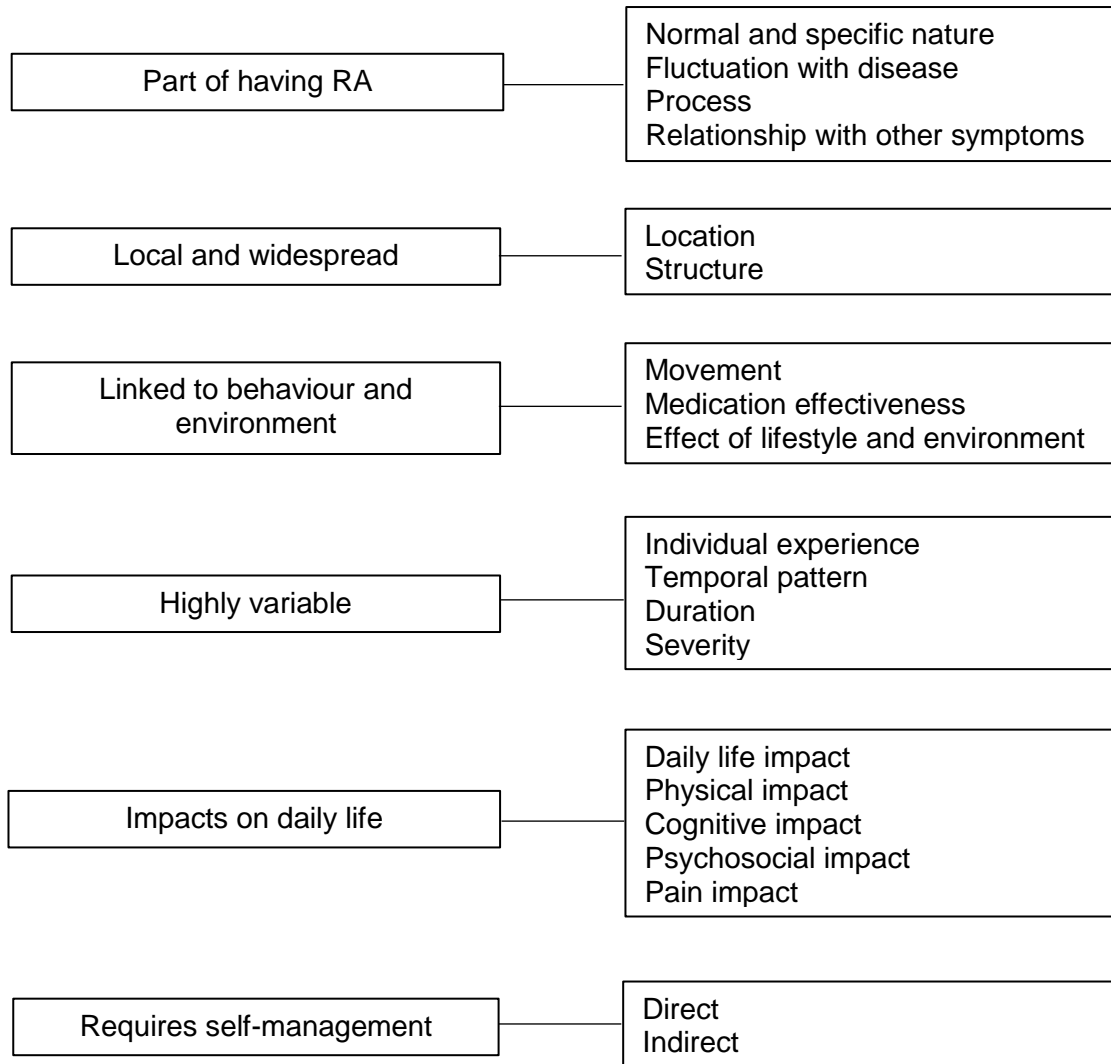 Part of having RA
Normal and specific nature
Fluctuation with disease
Process
Relationship with other symptoms
Local and widespread
Location
Structure
Linked to behaviour and
environment
Movement
Medication effectiveness
Effect of lifestyle and environment
Highly variable
Individual experience
Temporal pattern
Duration
Severity
Impacts on daily life
Daily life impact
Physical impact
Cognitive impact
Psychosocial impact
Pain impact
Requires self-management
Direct
Indirect